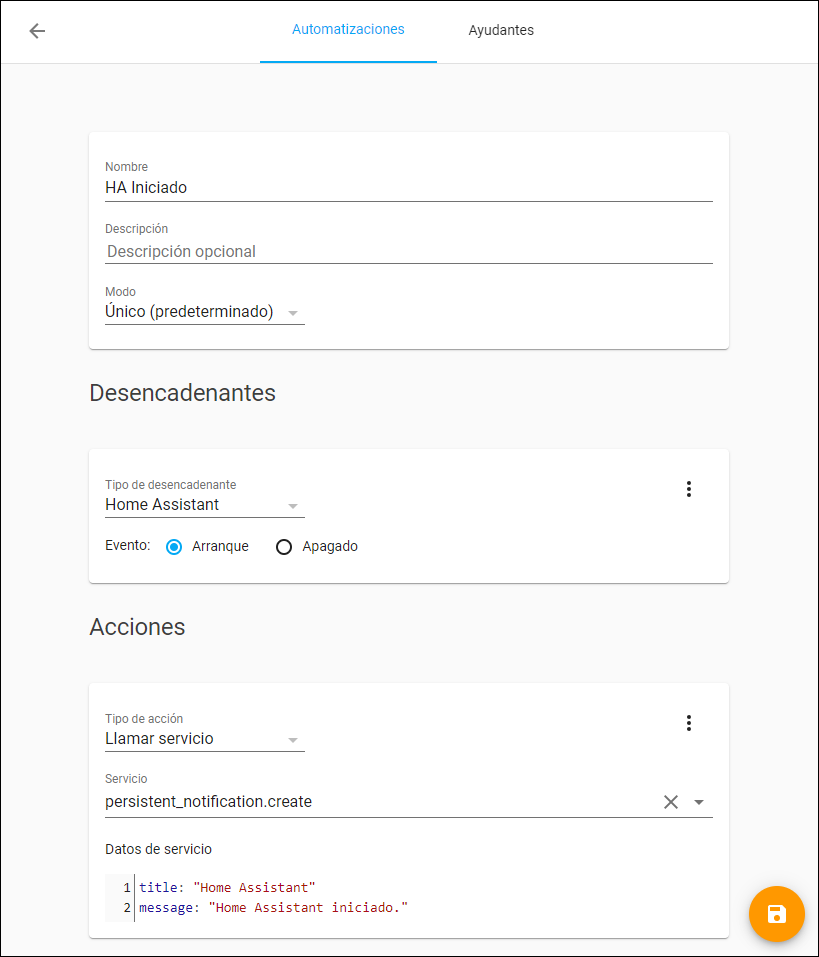 Automatizaciones Ayudantes
Nombre
HA Iniciado
Descripción
Descripción opcional
Modo
Único (predeterminado)
Desencadenantes
Tipo de desencadenante
Home Assistant
Evento: Arranque Apagado
Acciones
Tipo de acción
Llamar servicio
Servicio
persistent_notification.create
Datos de servicio
1 title: "Home Assistant"
2 message: "Home Assistant iniciado."